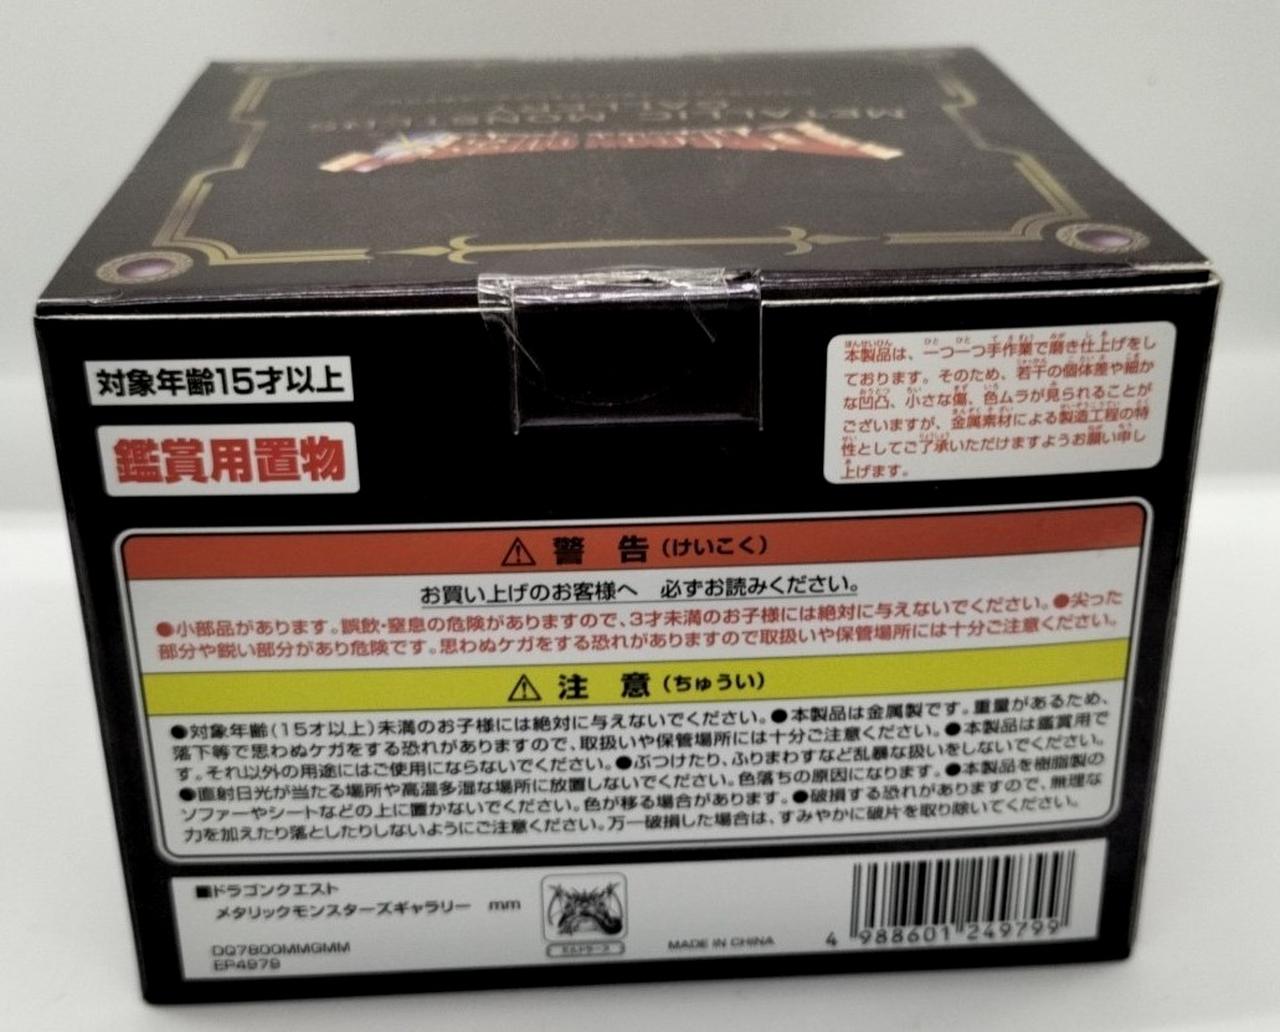 METALLIC MONSTERS
GALLERY
DRAGON QUEST
対象年齢15才以上
鑑賞用置物
本製品は、一つ一つ手作業で磨き仕上げをし
ております。そのため、若干の個体差や細か
な凹凸、小さな傷、色ムラが見られることが
ございますが、金属素材による製造工程の特
性としてご了承いただけますようお願い申し
上げます。
⚠ 警 告(けいこく)
お買い上げのお客様へ 必ずお読みください。
●小部品があります。誤飲・窒息の危険がありますので、3才未満のお子様には絶対に与えないでください。●尖った
部分や鋭い部分があり危険です。思わぬケガをする恐れがありますので取扱いや保管場所には十分ご注意ください。
⚠ 注 意(ちゅうい)
●対象年齢(15才以上)未満のお子様には絶対に与えないでください。●本製品は金属製です。重量があるため、
落下等で思わぬケガをする恐れがありますので、取扱いや保管場所には十分ご注意ください。●本製品は鑑賞用で
す。それ以外の用途にはご使用にならないでください。●ぶつけたり、ふりまわすなど乱暴な扱いをしないでください。
●直射日光が当たる場所や高温多湿な場所に放置しないでください。色落ちの原因になります。●本製品を樹脂製の
ソファーやシートなどの上に置かないでください。色が移る場合があります。●破損する恐れがありますので、無理な
力を加えたり落としたりしないようにご注意ください。万一破損した場合は、すみやかに破片を取り除いてください。
■ドラゴンクエスト
メタリックモンスターズギャラリー mm
DQ7800MMGMM
EP4979
ミルドラース
MADE IN CHINA
4 988601 249799